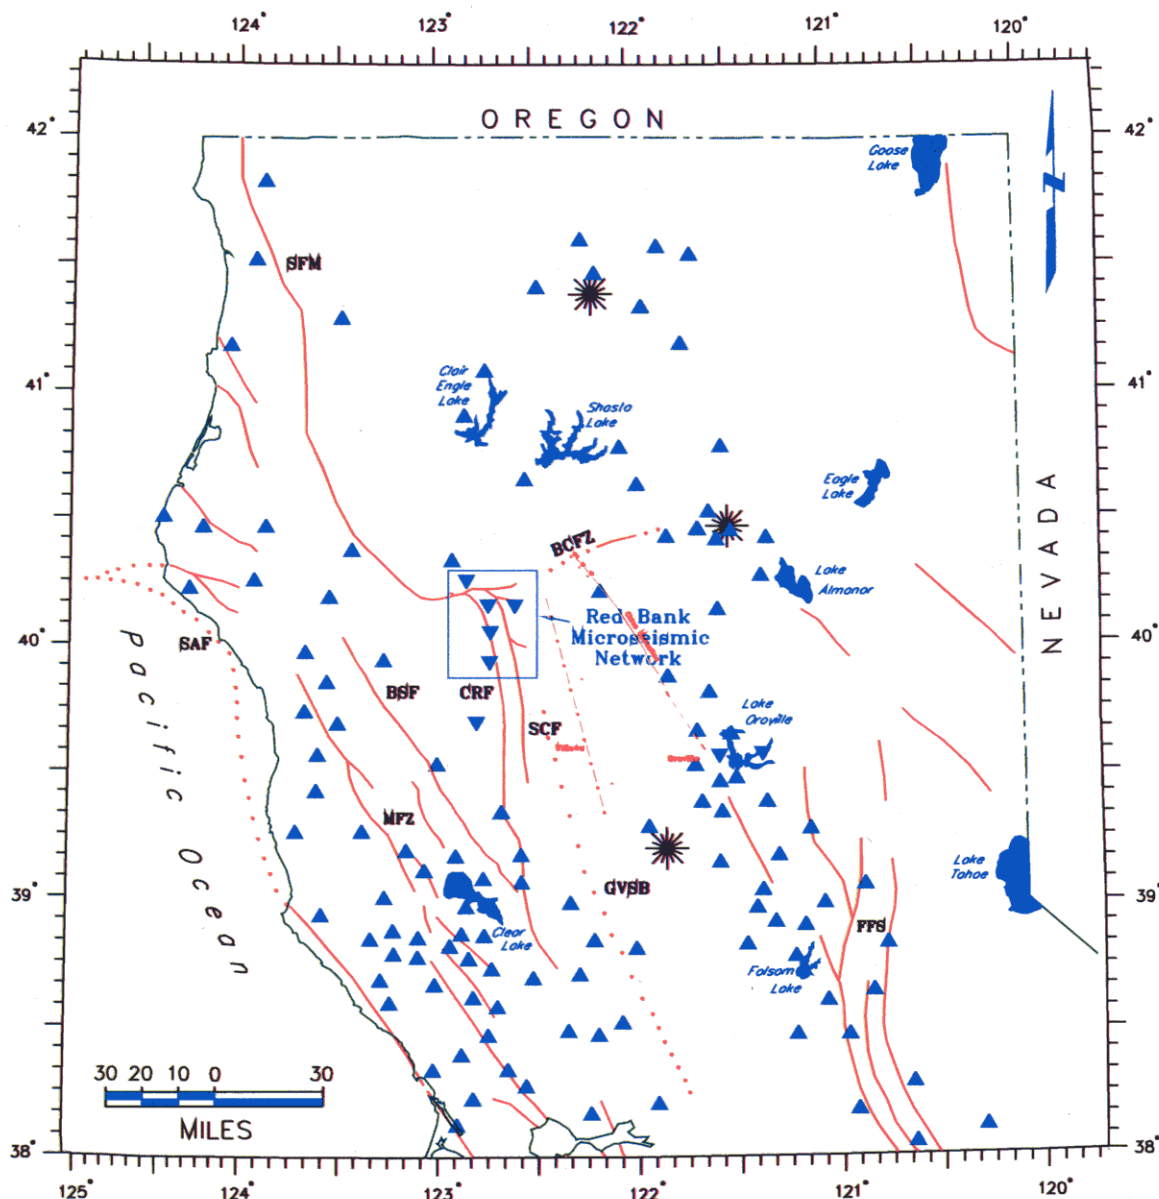 124° 123° 122° 121° 120°
OREGON
42° 42°
Goose
Lake
N
SFM
41° 41°
Clair
Engle
Lake
Shasta
Lake
Eagle
Lake
NEVADA
BCFZ
Lake
Almanor
Red Bank
Microseismic
Network
40° 40°
SAF
Pacific Ocean
BSF
CRF
SCF
Lake
Oroville
MFZ
Lake
Tahoe
39° 39°
GVSB
FFS
Clear
Lake
Folsom
Lake
30 20 10 0 30
MILES
38° 38°
125° 124° 123° 122° 121° 120°